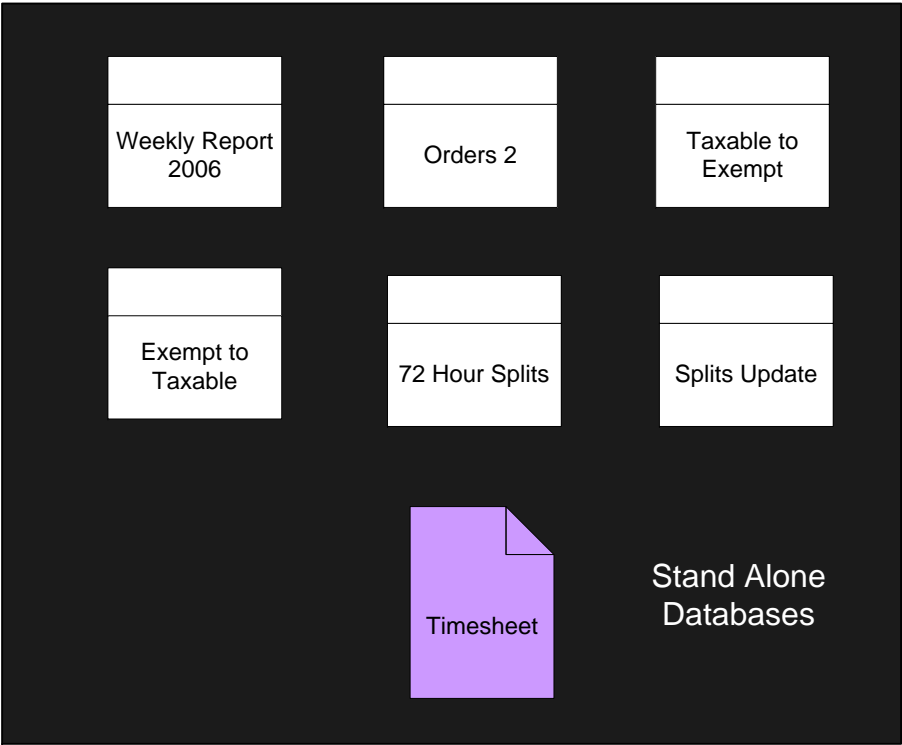 Weekly Report
2006
Orders 2
Taxable to
Exempt
Exempt to
Taxable
72 Hour Splits
Splits Update
Timesheet
Stand Alone
Databases